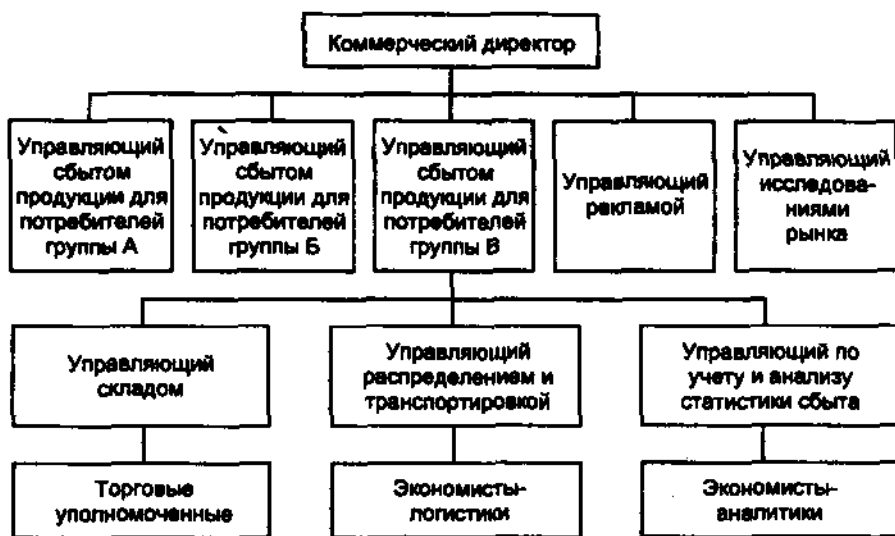 Коммерческий директор
Управляющий
сбытом
продукции для
потребителей
группы А
Управляющий
сбытом
продукции для
потребителей
группы Б
Управляющий
сбытом
продукции для
потребителей
группы В
Управляющий
рекламой
Управляющий
исследова-
ниями
рынка
Управляющий
складом
Управляющий
распределением и
транспортировкой
Управляющий по
учету и анализу
статистики сбыта
Торговые
уполномоченные
Экономисты-
логистики
Экономисты-
аналитики